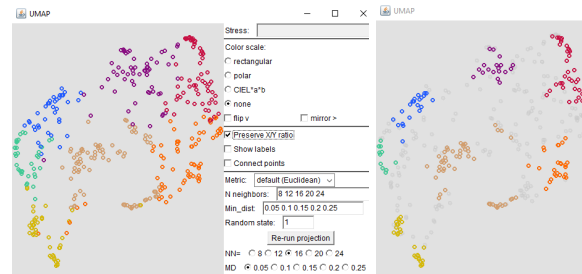 UMAP
UMAP
Stress:
Color scale:
rectangular
polar
CIEL*a*b
none
flip v mirror >
Preserve X/Y ratio
Show labels
Connect points
Metric: default (Euclidean)
N neighbors: 8 12 16 20 24
Min_dist: 0.05 0.1 0.15 0.2 0.25
Random state: 1
Re-run projection
NN= 8 12 16 20 24
MD 0.05 0.1 0.15 0.2 0.25